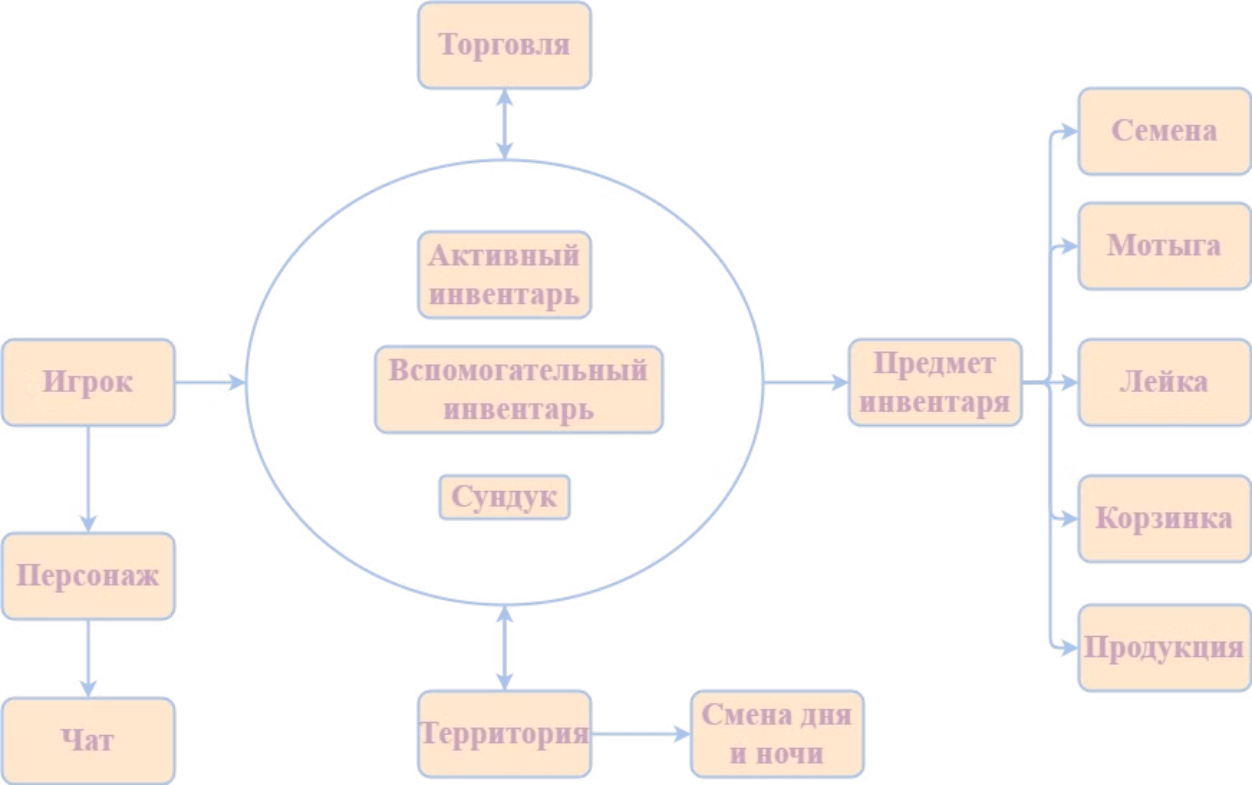 Торговля
Семена
Мотыга
Активный
инвентарь
Вспомогательный
инвентарь
Сундук
Игрок
Предмет
инвентаря
Лейка
Корзинка
Персонаж
Продукция
Чат
Территория
Смена дня
и ночи